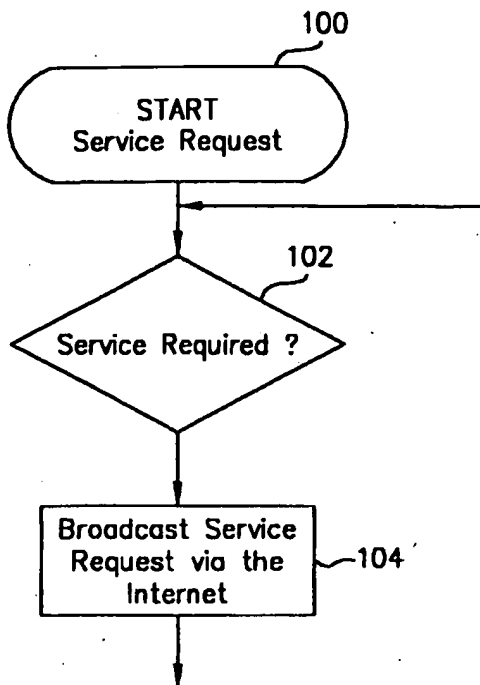 100
START
Service Request
102
Service Required ?
Broadcast Service
Request via the
Internet
104